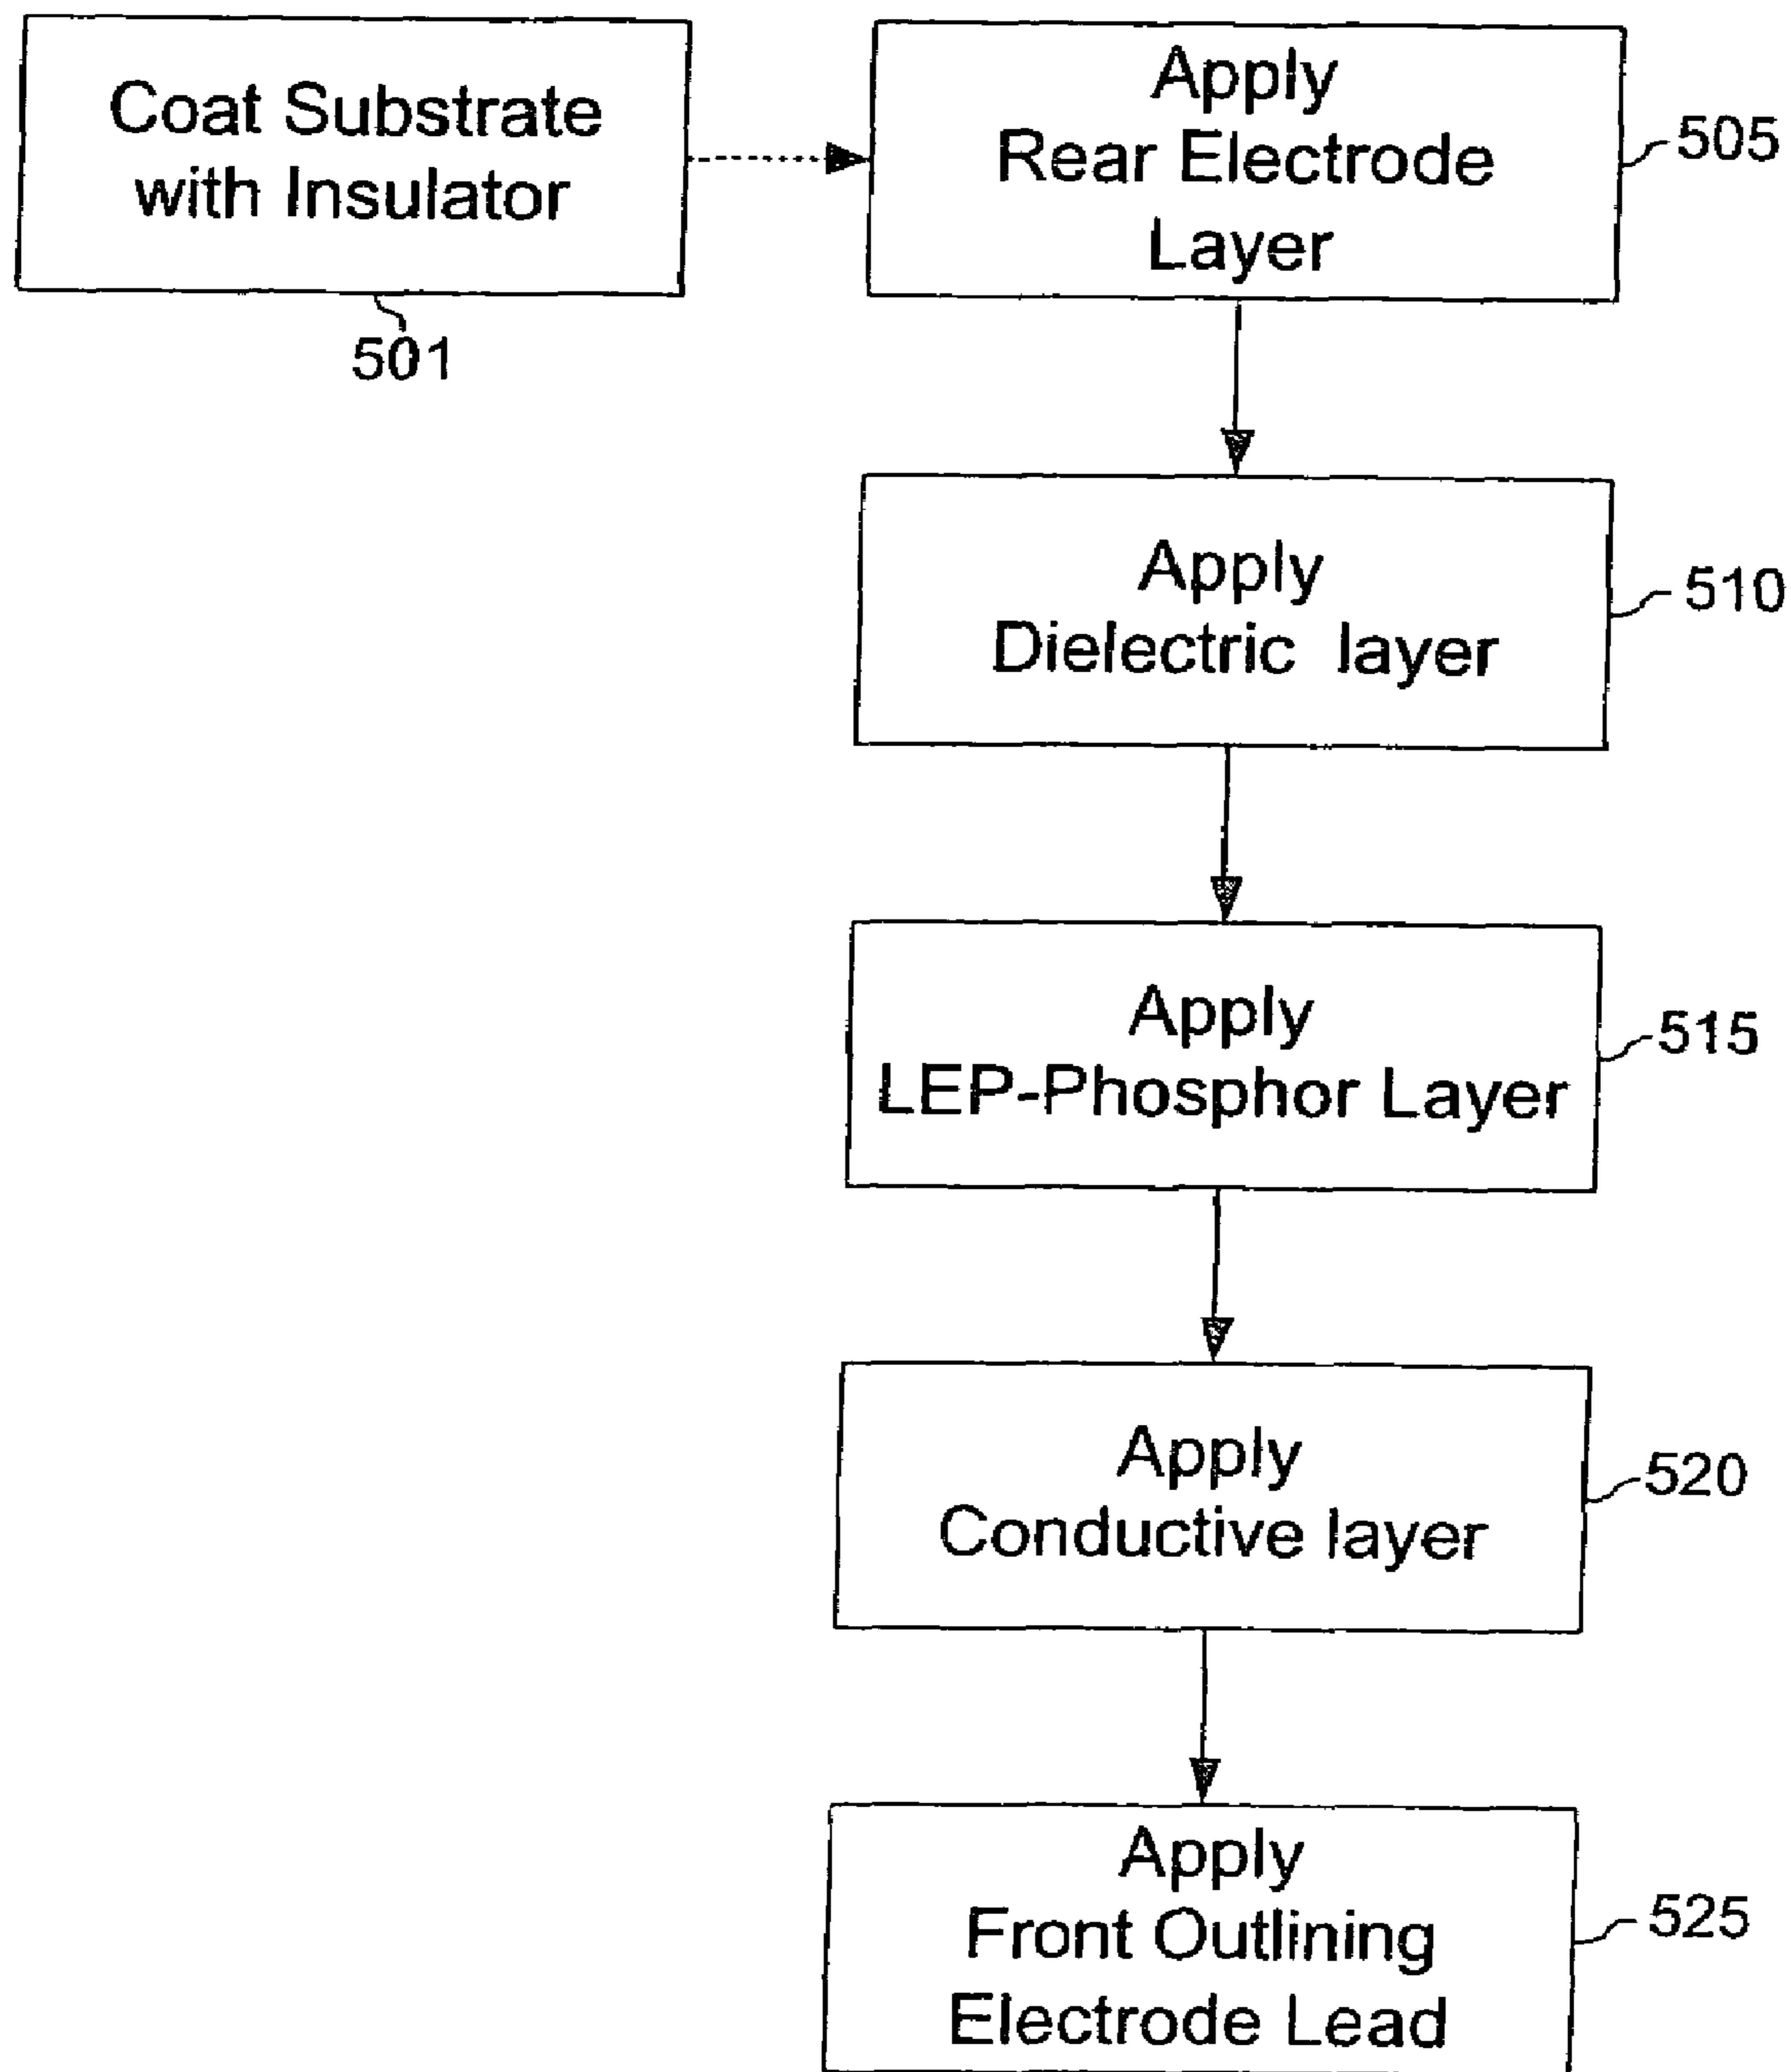 Coat Substrate
with Insulator
501
Apply
Rear Electrode
Layer
505
Apply
Dielectric layer
510
Apply
LEP-Phosphor Layer
515
Apply
Conductive layer
520
Apply
Front Outlining
Electrode Lead
525